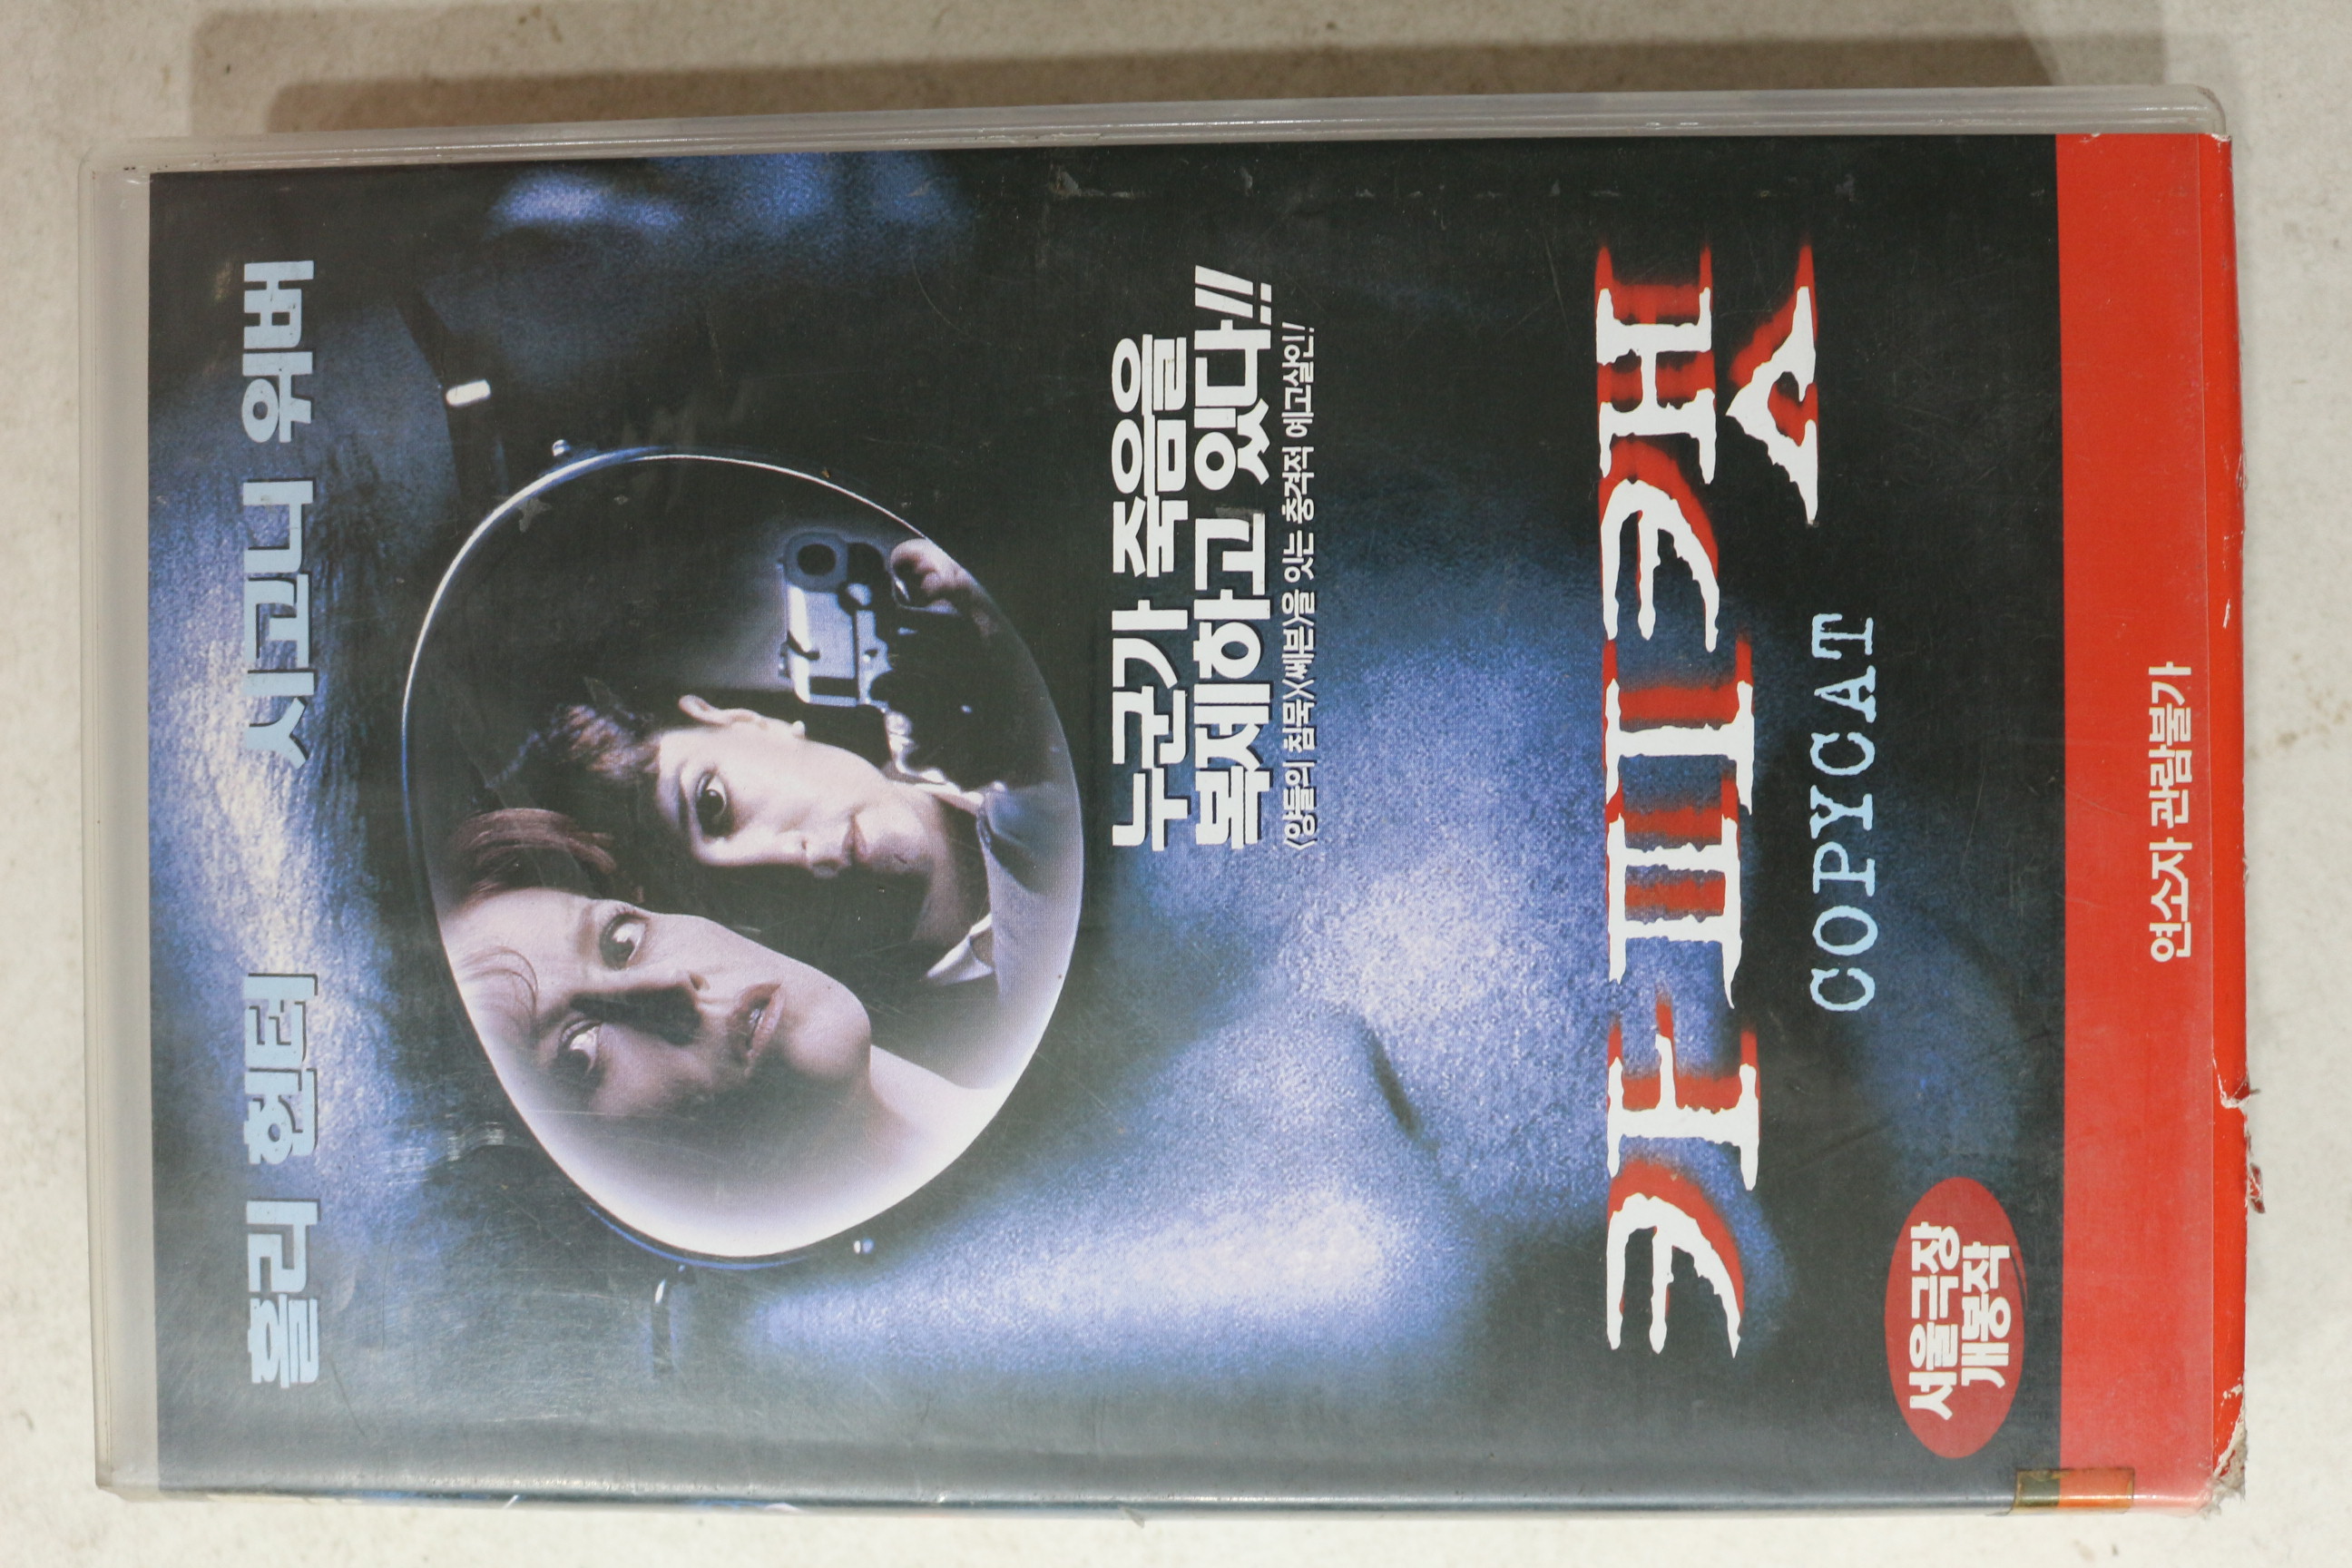 홀리 헌터 시고니 위버
누군가 죽음을
복제하고 있다!!
<양들의 침묵><쎄븐>을 잇는 충격적 예고살인!
카피캣
COPYCAT
서울극장
개봉작
연소자 관람불가